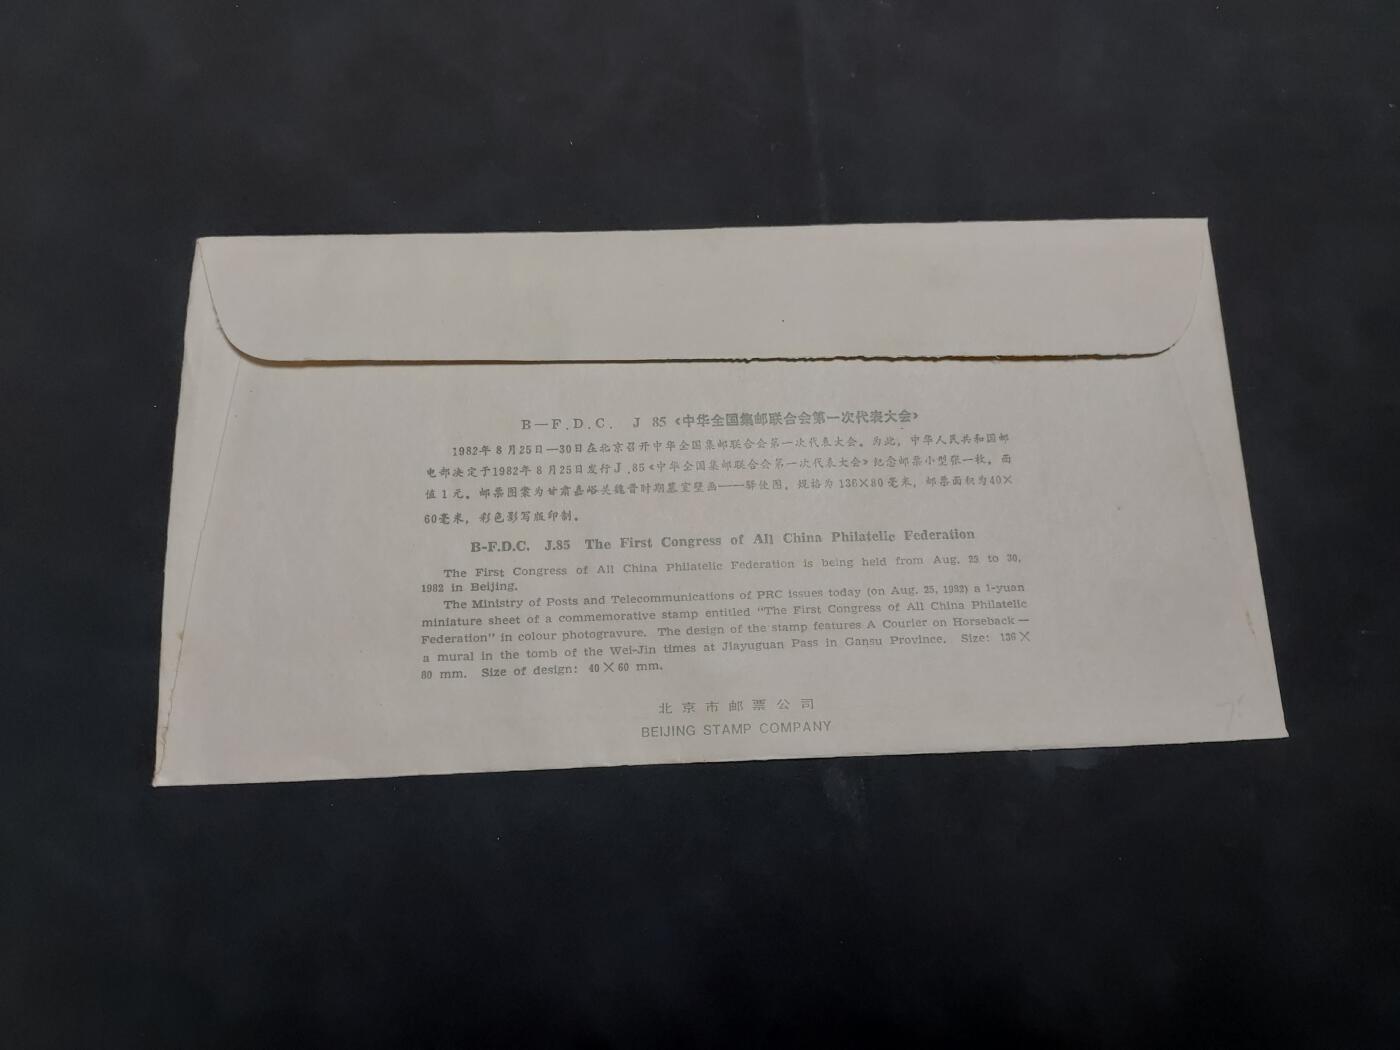 B—F.D.C. J 85《中华全国集邮联合会第一次代表大会》
1982年8月25日—30日在北京召开中华全国集邮联合会第一次代表大会。为此，中华人民共和国邮
电部决定于1982年8月25日发行J.85《中华全国集邮联合会第一次代表大会》纪念邮票小型张一枚。面
值1元。邮票图案为甘肃嘉峪关魏晋时期墓室壁画——驿使图。规格为136×80毫米，邮票面积为40×
60毫米，彩色影写版印制。
B-F.D.C. J.85 The First Congress of All China Philatelic Federation
The First Congress of All China Philatelic Federation is being held from Aug. 25 to 30,
1982 in Beijing.
The Ministry of Posts and Telecommunications of PRC issues today (on Aug. 25, 1982) a 1-yuan
miniature sheet of a commemorative stamp entitled "The First Congress of All China Philatelic
Federation" in colour photogravure. The design of the stamp features A Courier on Horseback —
a mural in the tomb of the Wei-Jin times at Jiayuguan Pass in Gansu Province. Size: 136×
80 mm. Size of design: 40×60 mm.
北京市邮票公司
BEIJING STAMP COMPANY